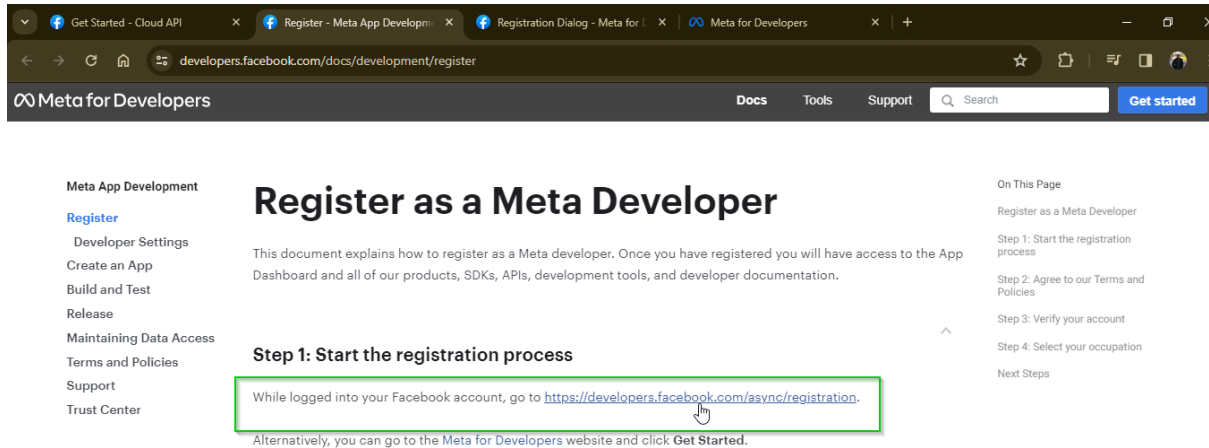 Get Started - Cloud API
Register - Meta App Developm
Registration Dialog - Meta for D
Meta for Developers
developers.facebook.com/docs/development/register
Meta for Developers
Docs
Tools
Support
Search
Get started
Meta App Development
Register
Developer Settings
Create an App
Build and Test
Release
Maintaining Data Access
Terms and Policies
Support
Trust Center
Register as a Meta Developer
This document explains how to register as a Meta developer. Once you have registered you will have access to the App
Dashboard and all of our products, SDKs, APIs, development tools, and developer documentation.
Step 1: Start the registration process
While logged into your Facebook account, go to https://developers.facebook.com/async/registration.
Alternatively, you can go to the Meta for Developers website and click Get Started.
On This Page
Register as a Meta Developer
Step 1: Start the registration
process
Step 2: Agree to our Terms and
Policies
Step 3: Verify your account
Step 4: Select your occupation
Next Steps